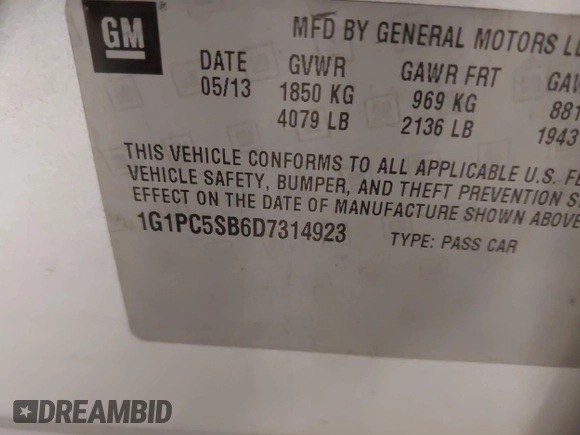 GM
MFD BY GENERAL MOTORS
DATE GVWR GAWR FRT
05/13 1850 KG 969 KG 881
4079 LB 2136 LB 1943
THIS VEHICLE CONFORMS TO ALL APPLICABLE U.S.
VEHICLE SAFETY, BUMPER, AND THEFT PREVENTION
EFFECT ON THE DATE OF MANUFACTURE SHOWN ABOVE
1G1PC5SB6D7314923 TYPE: PASS CAR
DREAMBID